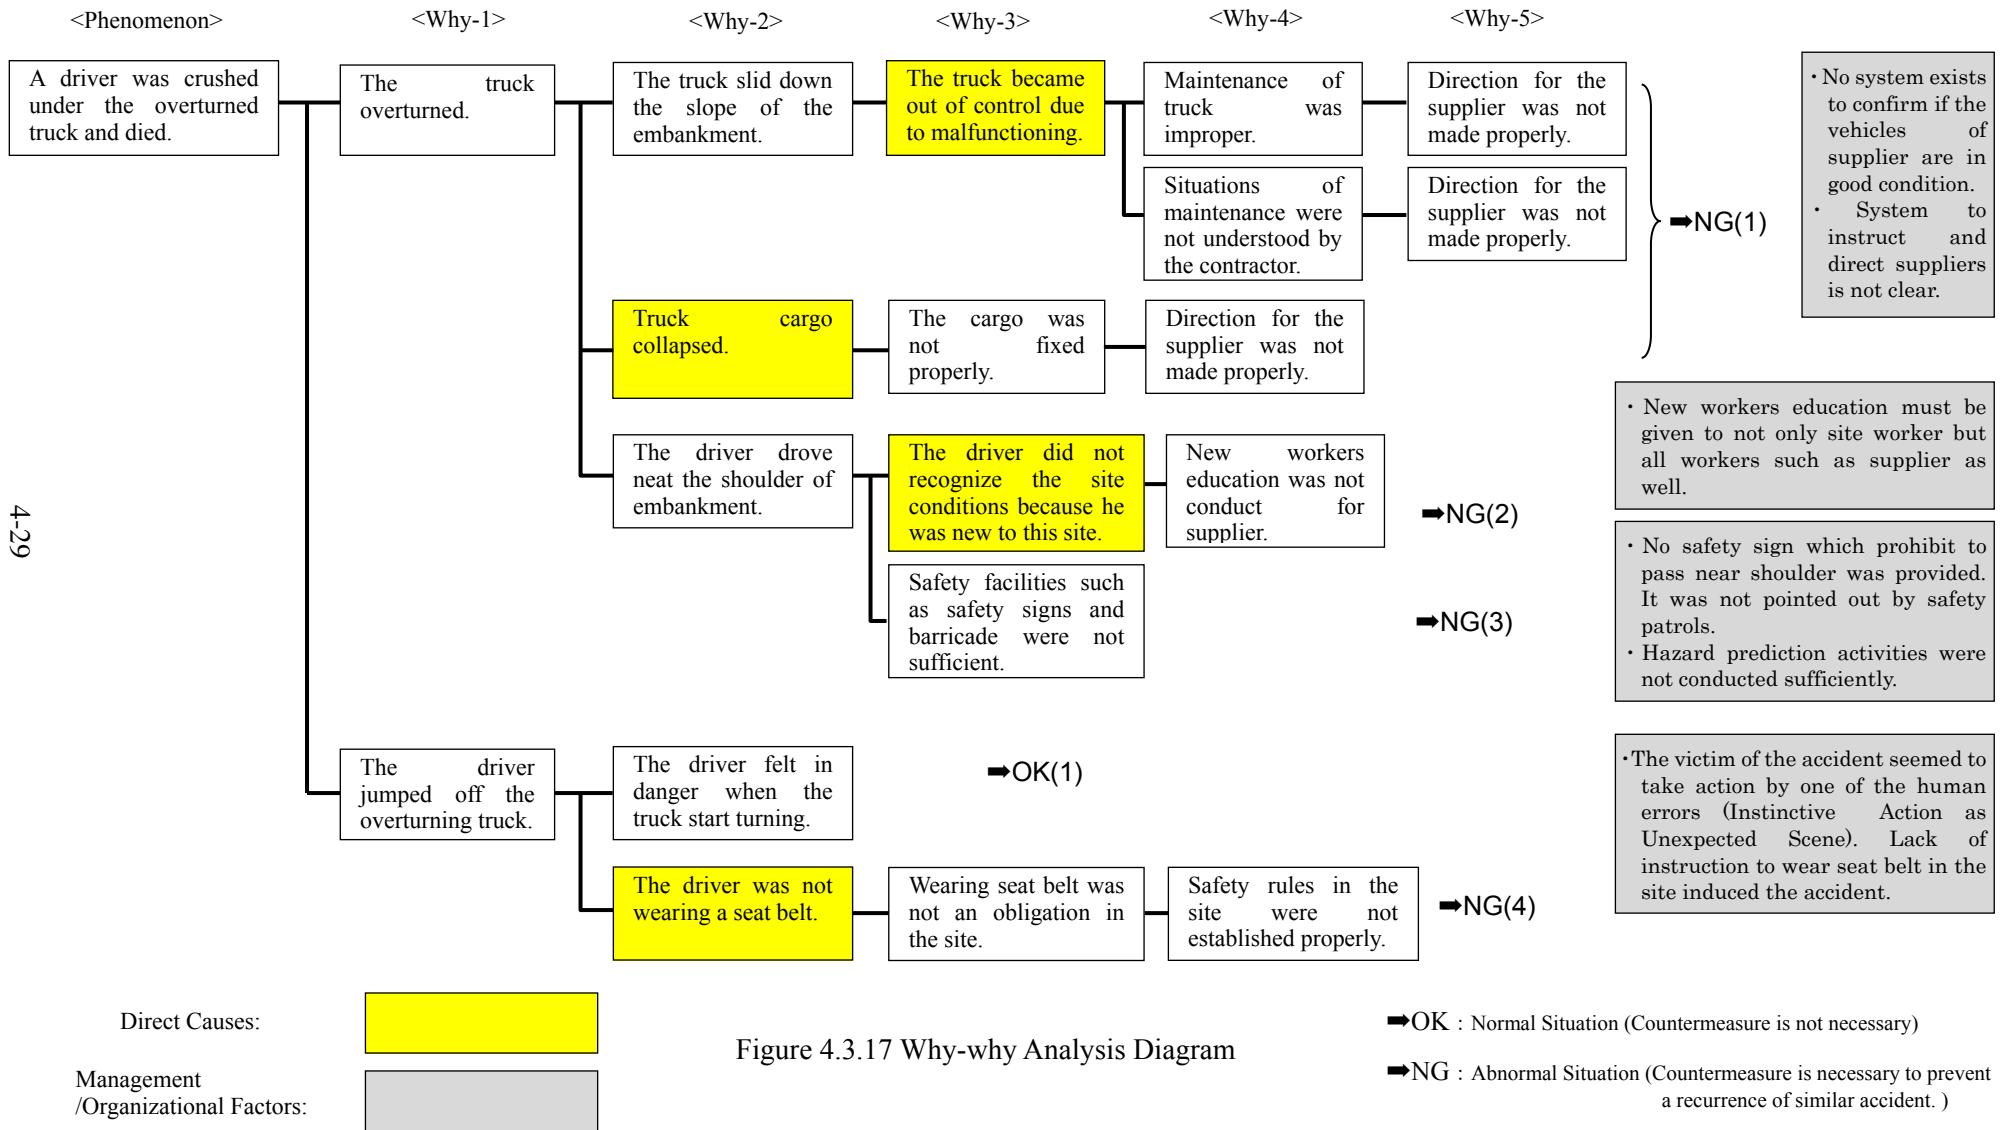 <Phenomenon>
<Why-1>
<Why-2>
<Why-3>
<Why-4>
<Why-5>
A driver was crushed
under the overturned
truck and died.
The truck
overturned.
The truck slid down
the slope of the
embankment.
The truck became
out of control due
to malfunctioning.
Maintenance of
truck was
improper.
Direction for the
supplier was not
made properly.
Situations of
maintenance were
not understood by
the contractor.
Direction for the
supplier was not
made properly.
➡NG(1)
・No system exists
to confirm if the
vehicles of
supplier are in
good condition.
・ System to
instruct and
direct suppliers
is not clear.
Truck cargo
collapsed.
The cargo was
not fixed
properly.
Direction for the
supplier was not
made properly.
The driver drove
neat the shoulder of
embankment.
The driver did not
recognize the site
conditions because he
was new to this site.
New workers
education was not
conduct for
supplier.
➡NG(2)
・New workers education must be
given to not only site worker but
all workers such as supplier as
well.
Safety facilities such
as safety signs and
barricade were not
sufficient.
➡NG(3)
・No safety sign which prohibit to
pass near shoulder was provided.
It was not pointed out by safety
patrols.
・Hazard prediction activities were
not conducted sufficiently.
The driver
jumped off the
overturning truck.
The driver felt in
danger when the
truck start turning.
➡OK(1)
・The victim of the accident seemed to
take action by one of the human
errors (Instinctive Action as
Unexpected Scene). Lack of
instruction to wear seat belt in the
site induced the accident.
The driver was not
wearing a seat belt.
Wearing seat belt was
not an obligation in
the site.
Safety rules in the
site were not
established properly.
➡NG(4)
4-29
Direct Causes:
Management
/Organizational Factors:
Figure 4.3.17 Why-why Analysis Diagram
➡OK : Normal Situation (Countermeasure is not necessary)
➡NG : Abnormal Situation (Countermeasure is necessary to prevent
a recurrence of similar accident. )